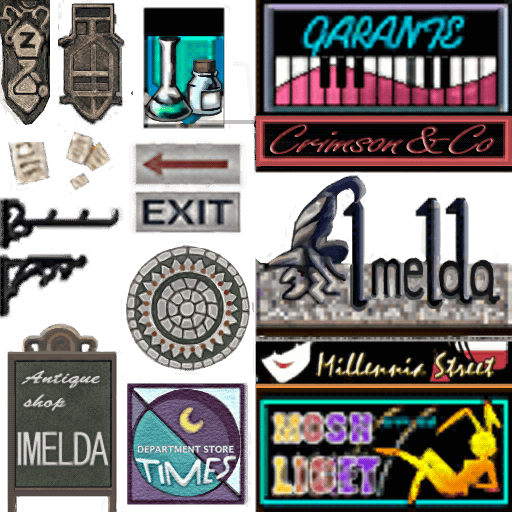 Z
GARANTE
Crimson & Co
EXIT
Imelda
Antique
shop
IMELDA
DEPARTMENT STORE
TIMES
Millennia Street
MOSH
LIGET